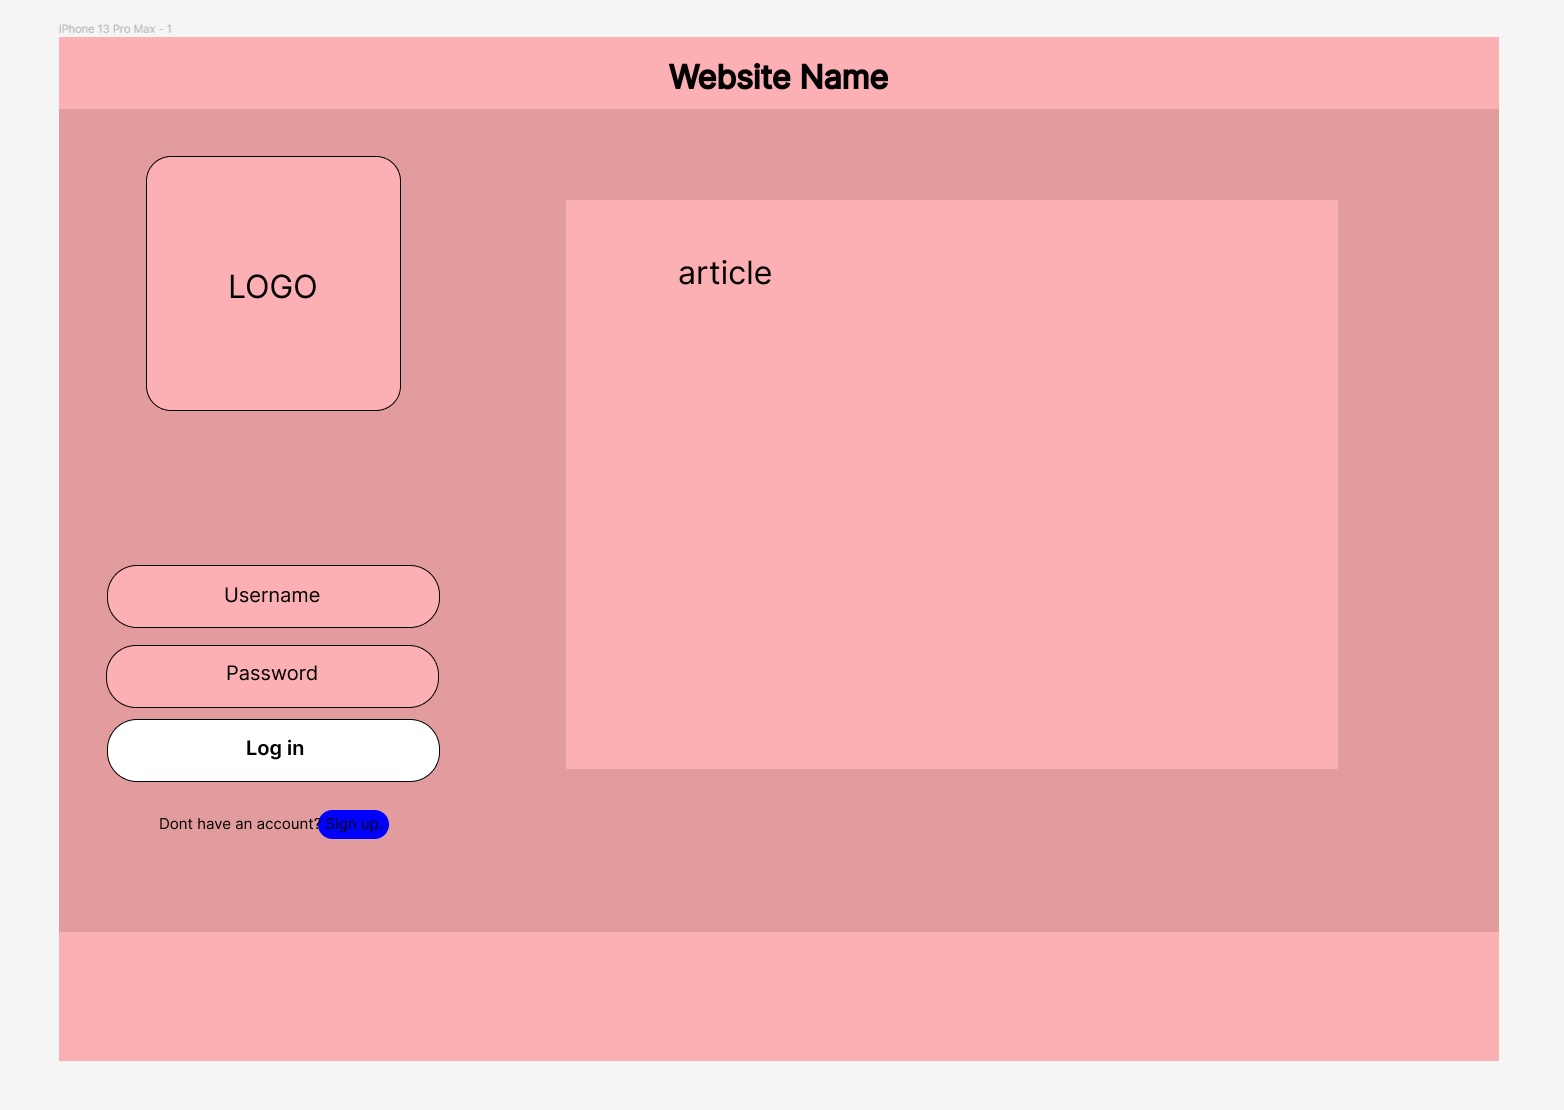 iPhone 13 Pro Max - 1
Website Name
LOGO
article
Username
Password
Log in
Dont have an account? Sign up.